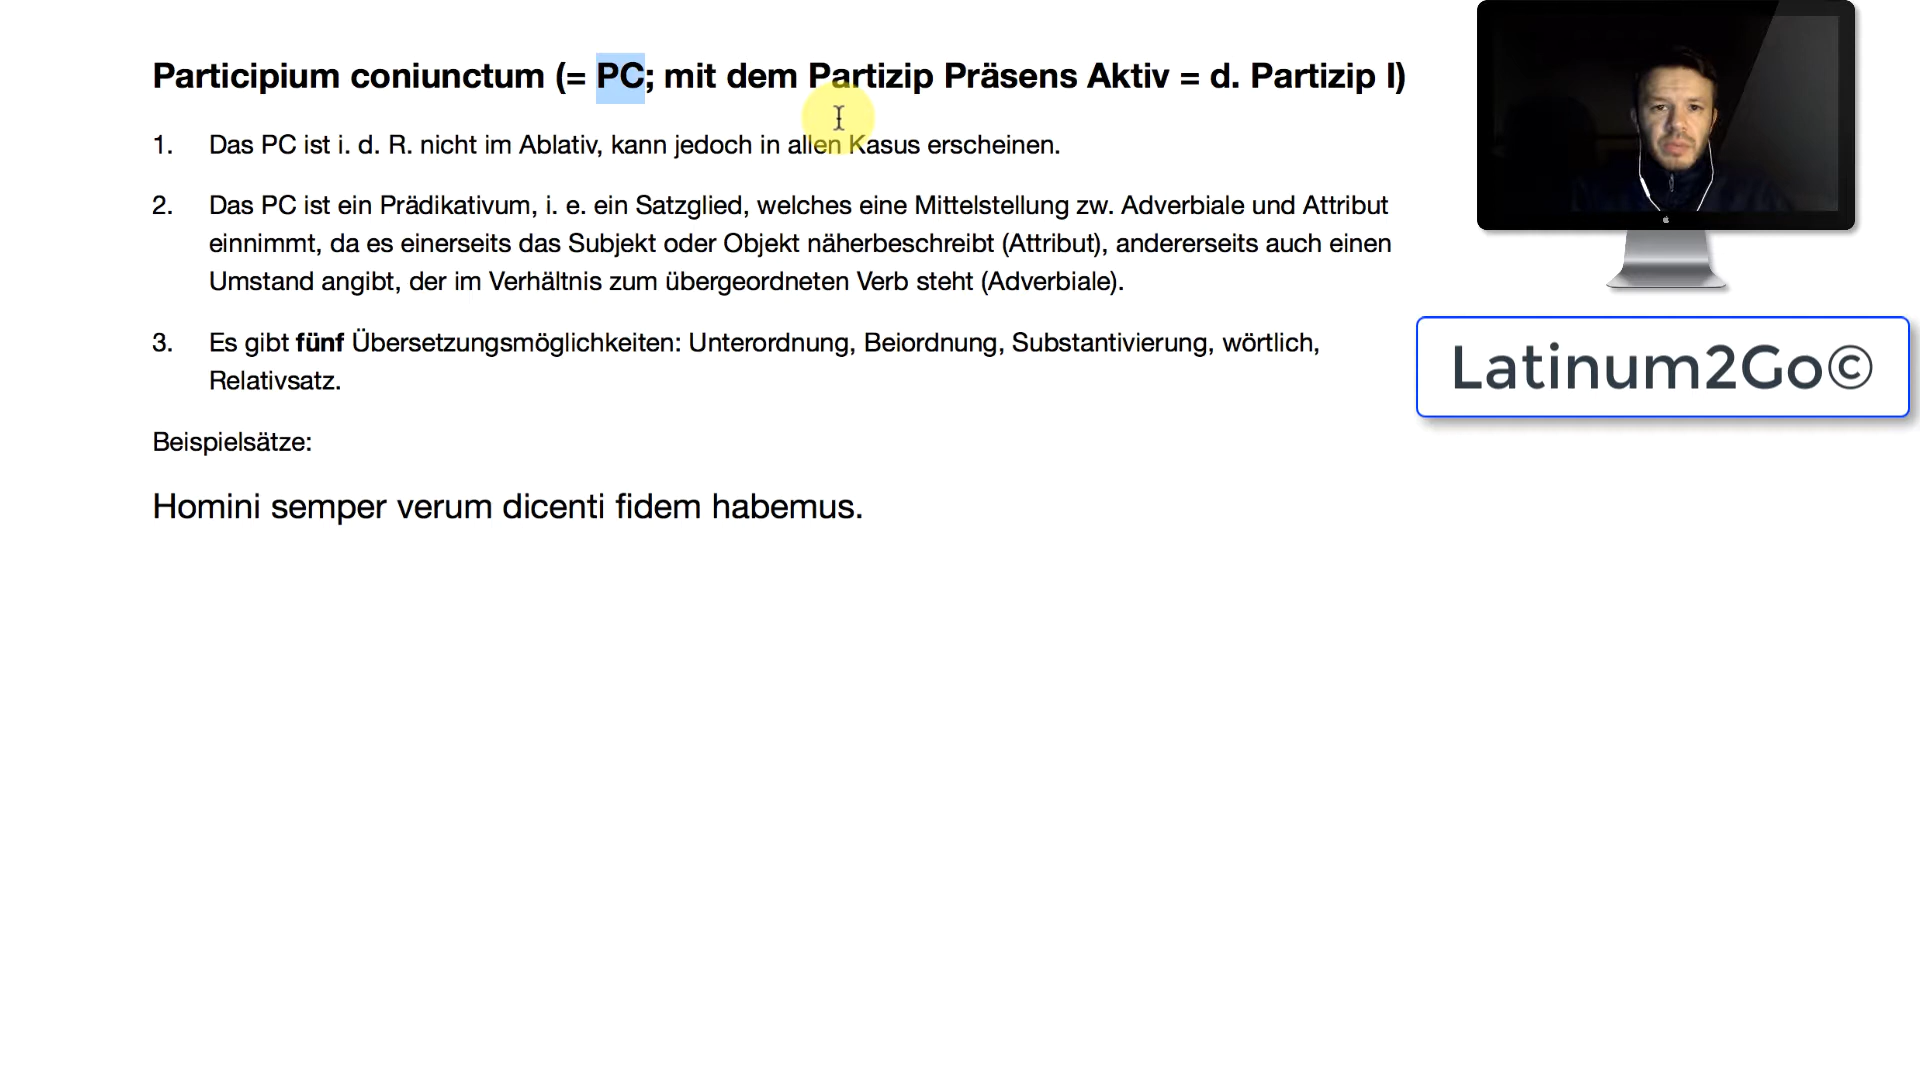 Participium coniunctum (= PC; mit dem Partizip Präsens Aktiv = d. Partizip I)
1. Das PC ist i. d. R. nicht im Ablativ, kann jedoch in allen Kasus erscheinen.
2. Das PC ist ein Prädikativum, i. e. ein Satzglied, welches eine Mittelstellung zw. Adverbiale und Attribut
einnimmt, da es einerseits das Subjekt oder Objekt näherbeschreibt (Attribut), andererseits auch einen
Umstand angibt, der im Verhältnis zum übergeordneten Verb steht (Adverbiale).
3. Es gibt fünf Übersetzungsmöglichkeiten: Unterordnung, Beiordnung, Substantivierung, wörtlich,
Relativsatz.
Beispielsätze:
Homini semper verum dicenti fidem habemus.
Latinum2Go©